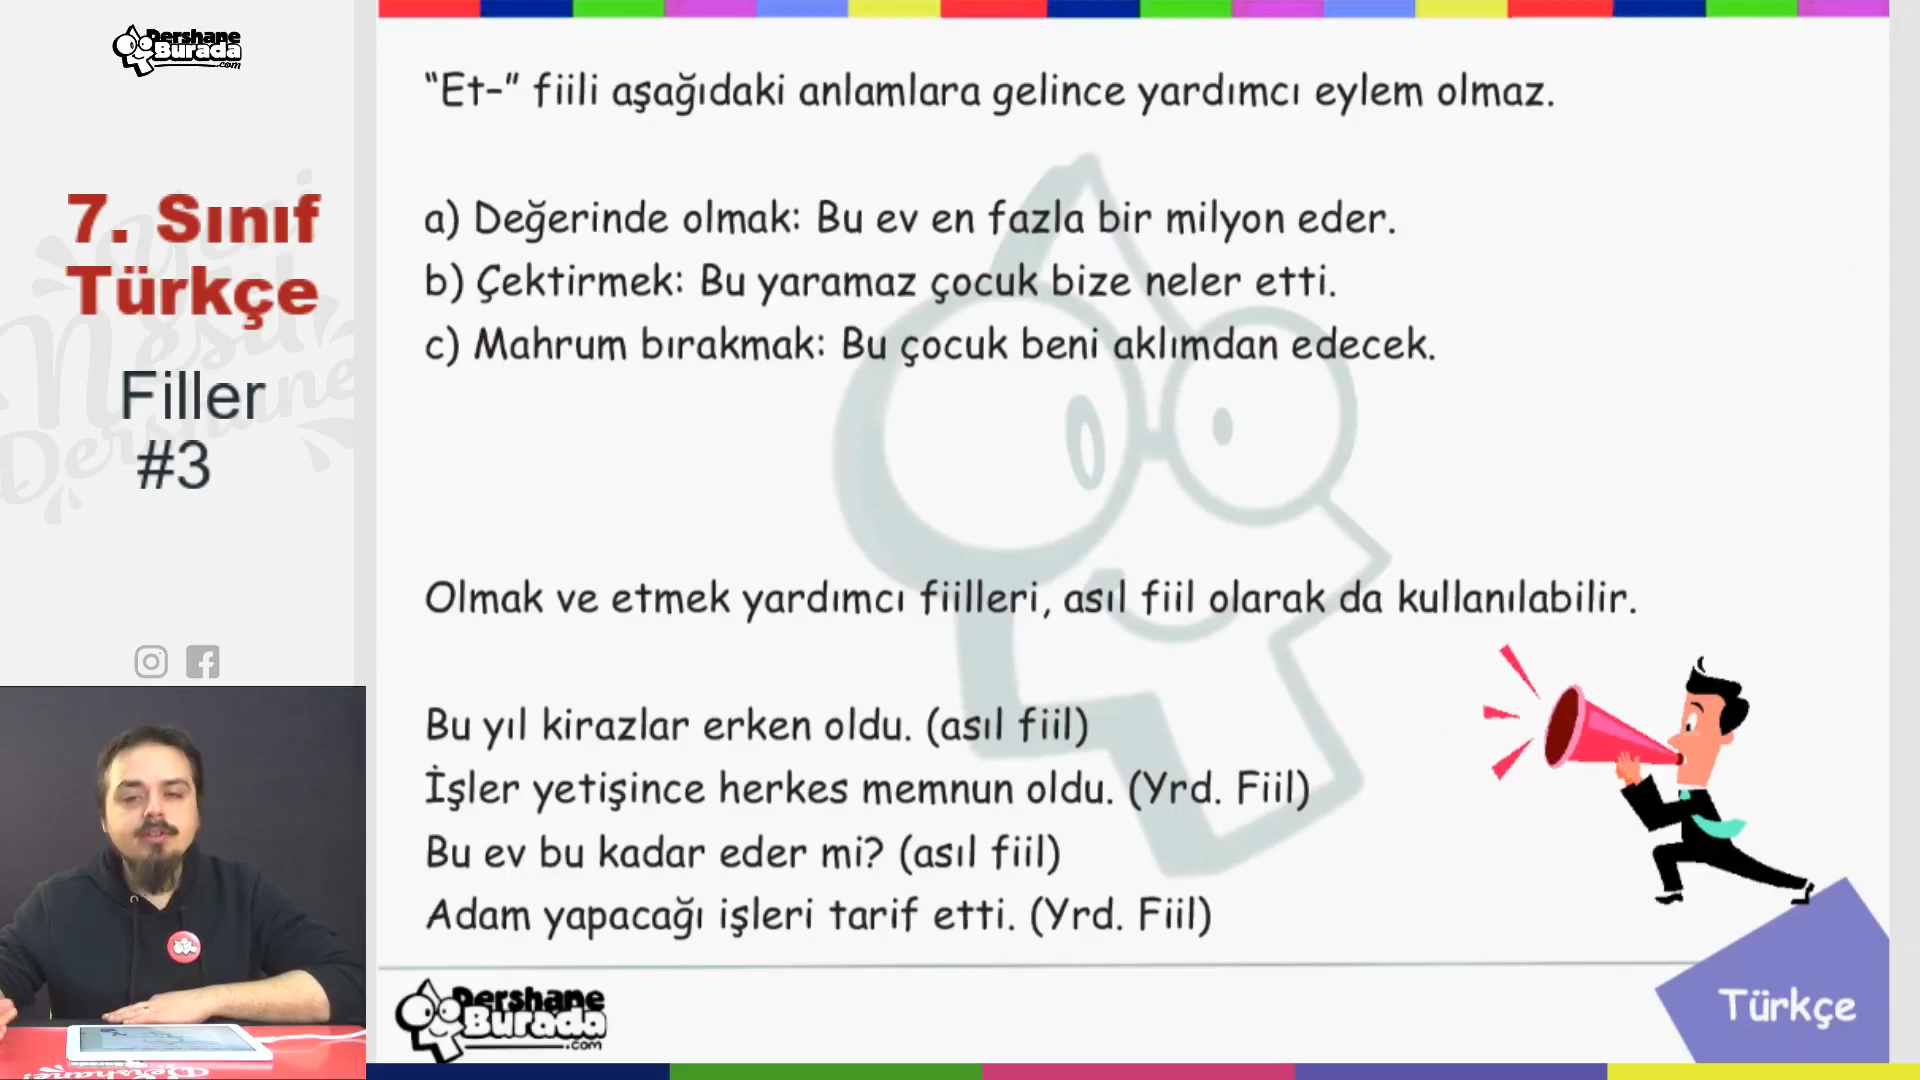 Dershane
Burada
.com
7. Sınıf
Türkçe
Filler
#3
“Et-” fiili aşağıdaki anlamlara gelince yardımcı eylem olmaz.
a) Değerinde olmak: Bu ev en fazla bir milyon eder.
b) Çektirmek: Bu yaramaz çocuk bize neler etti.
c) Mahrum bırakmak: Bu çocuk beni aklımdan edecek.
Olmak ve etmek yardımcı fiilleri, asıl fiil olarak da kullanılabilir.
Bu yıl kirazlar erken oldu. (asıl fiil)
İşler yetişince herkes memnun oldu. (Yrd. Fiil)
Bu ev bu kadar eder mi? (asıl fiil)
Adam yapacağı işleri tarif etti. (Yrd. Fiil)
Dershane
Burada
.com
Türkçe